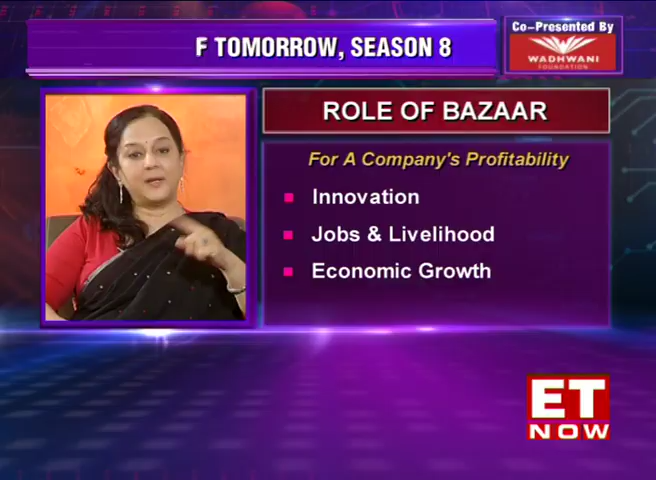 F TOMORROW, SEASON 8
Co-Presented By
WADHWANI
FOUNDATION
ROLE OF BAZAAR
For A Company's Profitability
Innovation
Jobs & Livelihood
Economic Growth
ET
NOW